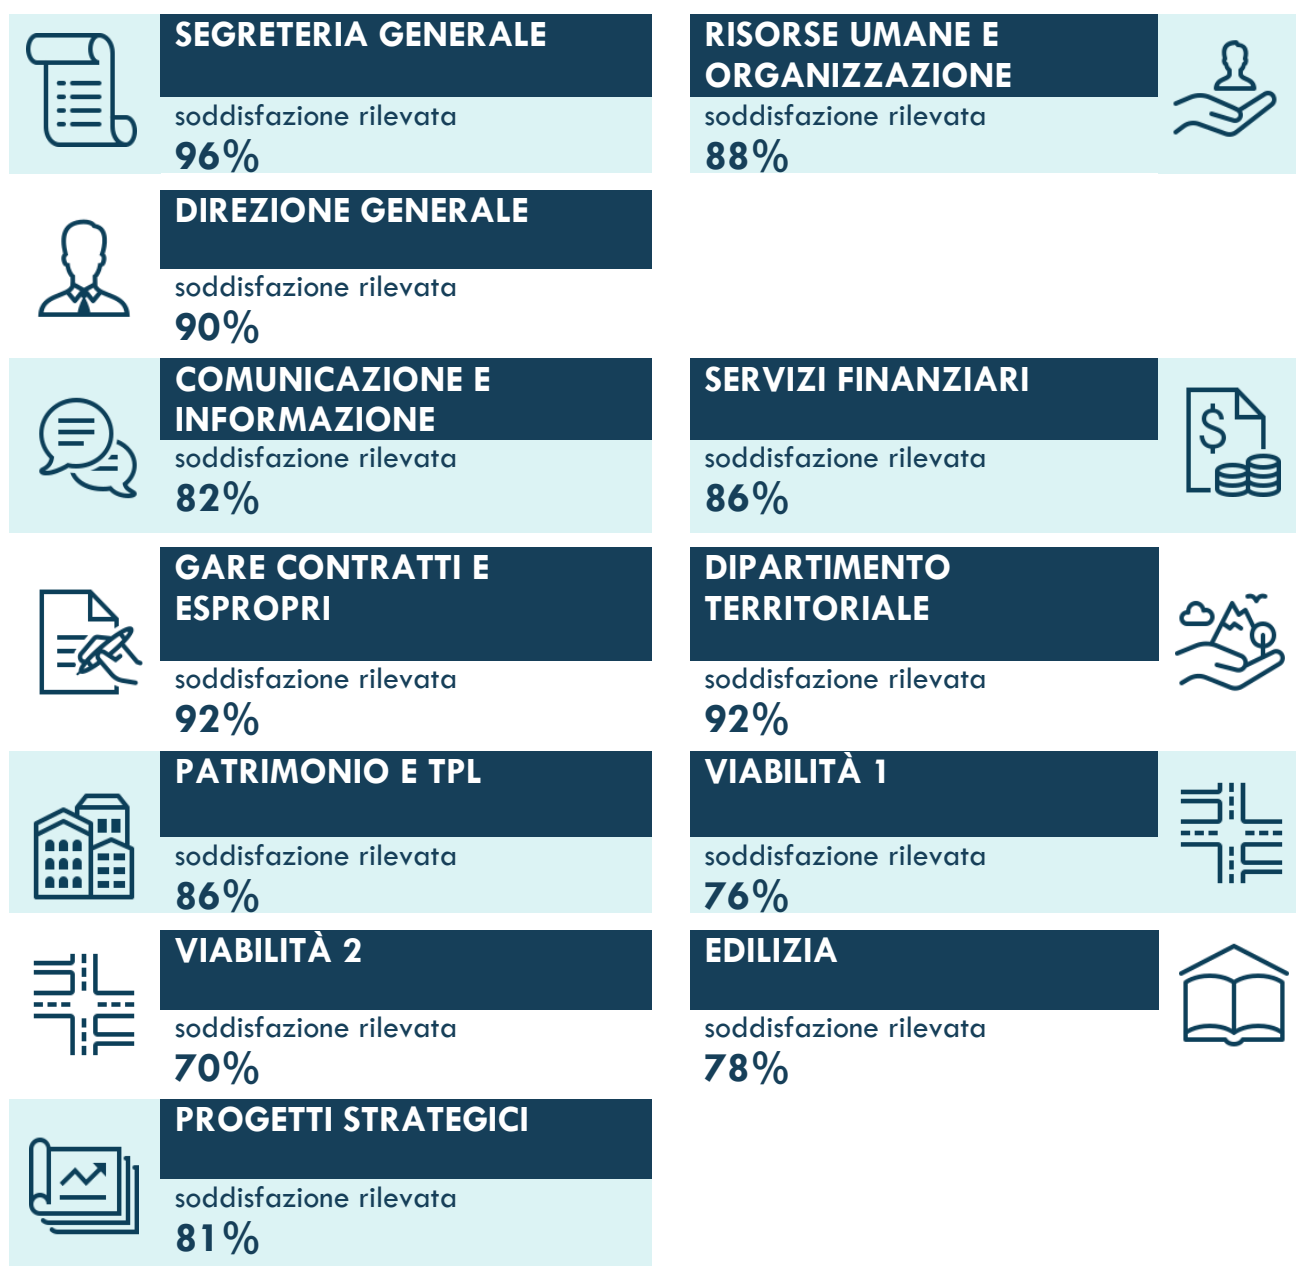 SEGRETERIA GENERALE
soddisfazione rilevata
96%
RISORSE UMANE E
ORGANIZZAZIONE
soddisfazione rilevata
88%
DIREZIONE GENERALE
soddisfazione rilevata
90%
COMUNICAZIONE E
INFORMAZIONE
soddisfazione rilevata
82%
SERVIZI FINANZIARI
soddisfazione rilevata
86%
GARE CONTRATTI E
ESPROPRI
soddisfazione rilevata
92%
DIPARTIMENTO
TERRITORIALE
soddisfazione rilevata
92%
PATRIMONIO E TPL
soddisfazione rilevata
86%
VIABILITÀ 1
soddisfazione rilevata
76%
VIABILITÀ 2
soddisfazione rilevata
70%
EDILIZIA
soddisfazione rilevata
78%
PROGETTI STRATEGICI
soddisfazione rilevata
81%
$